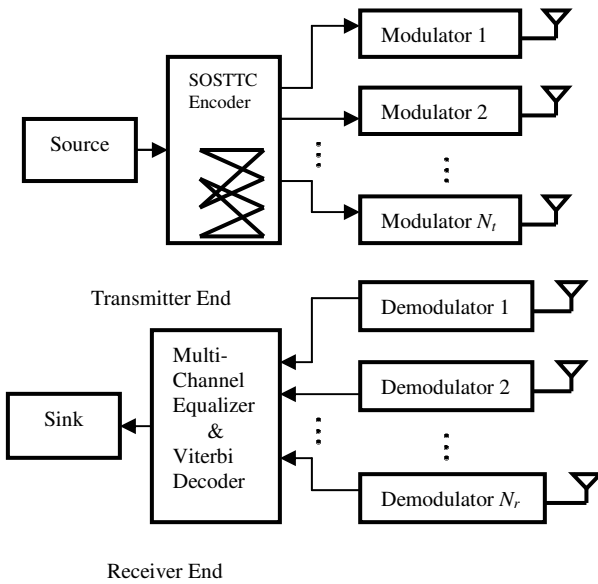 SOSTTC
Encoder
Source
Modulator 1
Modulator 2
Modulator Nt
Transmitter End
Demodulator 1
Multi-
Channel
Equalizer
&
Viterbi
Decoder
Sink
Demodulator 2
Demodulator Nr
Receiver End